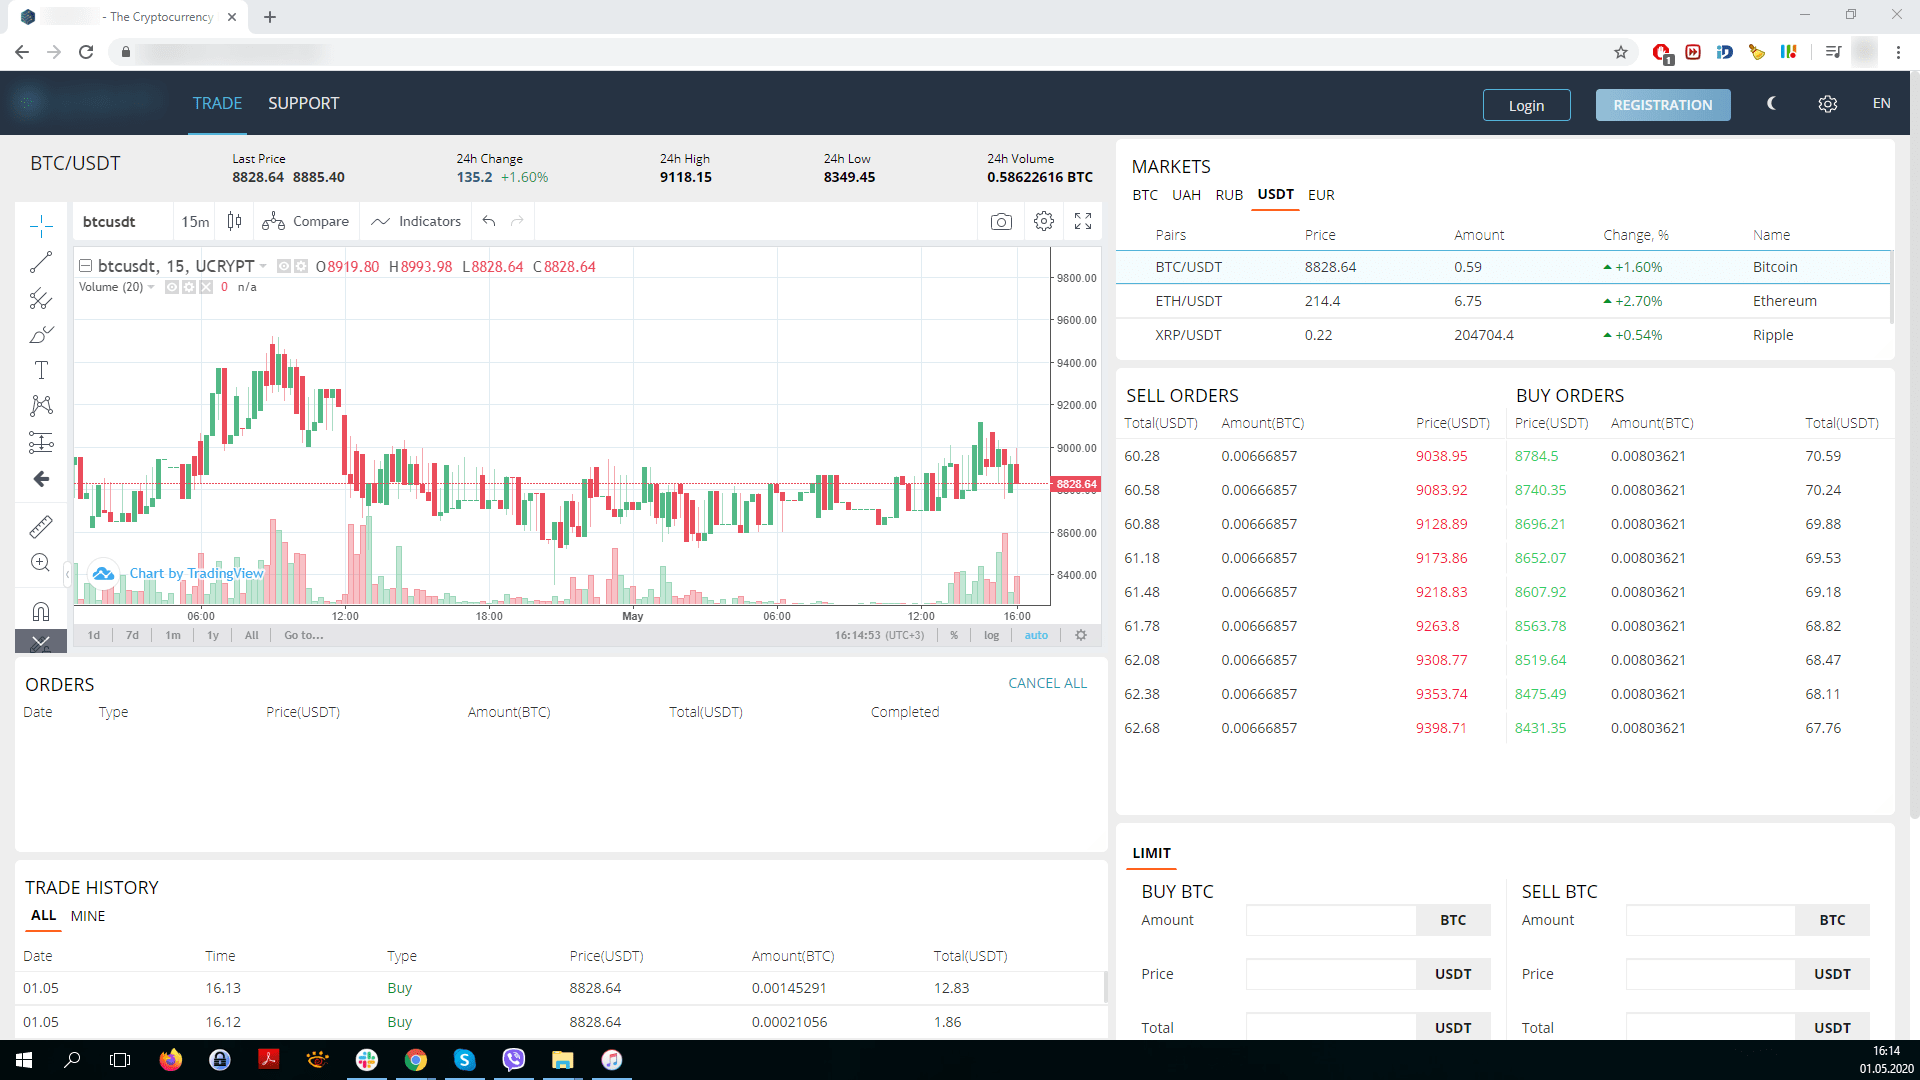 - The Cryptocurrency
1
TRADE SUPPORT Login REGISTRATION EN
BTC/USDT
Last Price 24h Change 24h High 24h Low 24h Volume
8828.64 8885.40 135.2 +1.60% 9118.15 8349.45 0.58622616 BTC
btcusdt 15m Compare Indicators
btcusdt, 15, UCRYPT O8919.80 H8993.98 L8828.64 C8828.64
Volume (20) 0 n/a
9800.00
9600.00
9400.00
9200.00
9000.00
8828.64
8600.00
8400.00
Chart by TradingView
06:00 12:00 18:00 May 06:00 12:00 16:00
1d 7d 1m 1y All Go to... 16:14:53 (UTC+3) % log auto
ORDERS CANCEL ALL
Date Type Price(USDT) Amount(BTC) Total(USDT) Completed
TRADE HISTORY
ALL MINE
Date Time Type Price(USDT) Amount(BTC) Total(USDT)
01.05 16.13 Buy 8828.64 0.00145291 12.83
01.05 16.12 Buy 8828.64 0.00021056 1.86
MARKETS
BTC UAH RUB USDT EUR
Pairs Price Amount Change, % Name
BTC/USDT 8828.64 0.59 +1.60% Bitcoin
ETH/USDT 214.4 6.75 +2.70% Ethereum
XRP/USDT 0.22 204704.4 +0.54% Ripple
SELL ORDERS BUY ORDERS
Total(USDT) Amount(BTC) Price(USDT) Price(USDT) Amount(BTC) Total(USDT)
60.28 0.00666857 9038.95 8784.5 0.00803621 70.59
60.58 0.00666857 9083.92 8740.35 0.00803621 70.24
60.88 0.00666857 9128.89 8696.21 0.00803621 69.88
61.18 0.00666857 9173.86 8652.07 0.00803621 69.53
61.48 0.00666857 9218.83 8607.92 0.00803621 69.18
61.78 0.00666857 9263.8 8563.78 0.00803621 68.82
62.08 0.00666857 9308.77 8519.64 0.00803621 68.47
62.38 0.00666857 9353.74 8475.49 0.00803621 68.11
62.68 0.00666857 9398.71 8431.35 0.00803621 67.76
LIMIT
BUY BTC SELL BTC
Amount BTC Amount BTC
Price USDT Price USDT
Total USDT Total USDT
16:14
01.05.2020